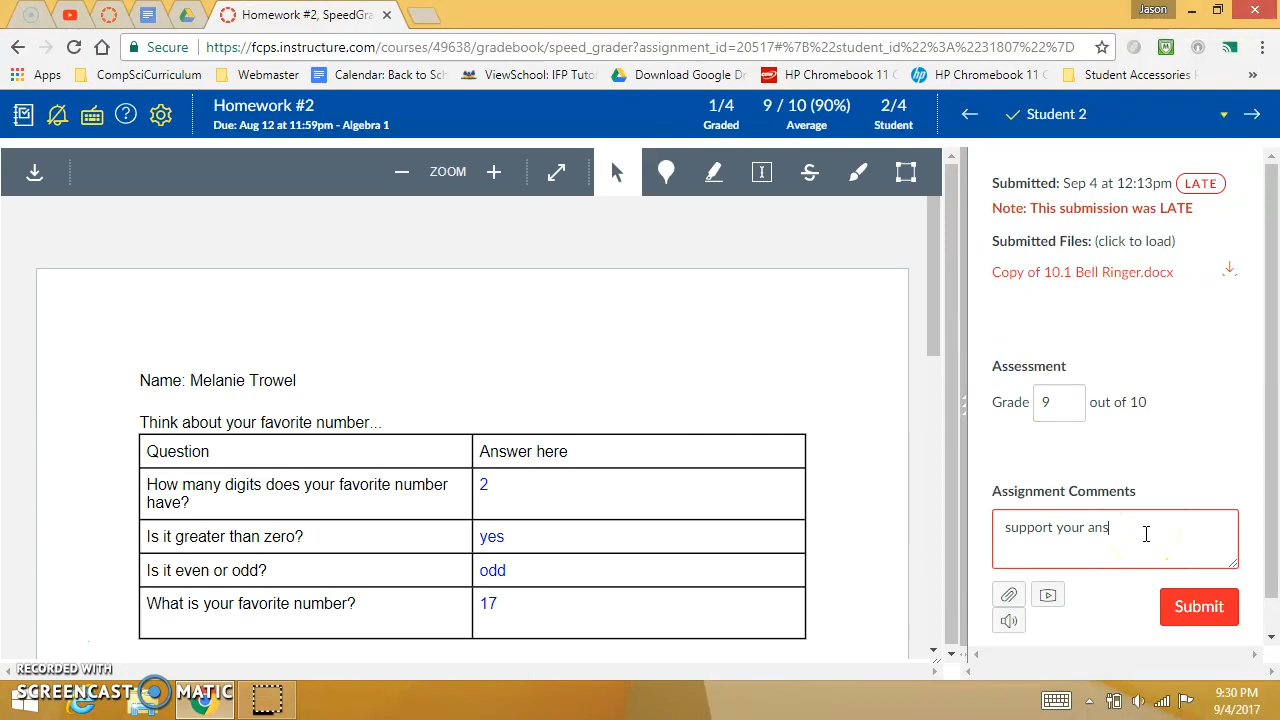 Jason
Homework #2, SpeedGra
Secure
https://fcps.instructure.com/courses/49630/gradebook/speed_grader?assignment_id=20517#%7B%22student_id%22%3A%2231807%22%7D
Apps
CompSciCurriculum
Webmaster
Calendar: Back to Sc
ViewSchool: IFP Tuto
Download Google Dr
HP Chromebook 11 G
HP Chromebook 11 G
Student Accessories
Homework #2
Due: Aug 12 at 11:59pm - Algebra 1
1/4
Graded
9 / 10 (90%)
Average
2/4
Student
Student 2
ZOOM
Submitted: Sep 4 at 12:13pm LATE
Note: This submission was LATE
Submitted Files: (click to load)
Copy of 10.1 Bell Ringer.docx
Assessment
Grade 9 out of 10
Assignment Comments
support your ans
Submit
Name: Melanie Trowel
Think about your favorite number...
Question Answer here
How many digits does your favorite number 2
have?
Is it greater than zero? yes
Is it even or odd? odd
What is your favorite number? 17
RECORDED WITH
SCREENCAST MATIC
9:30 PM
9/4/2017